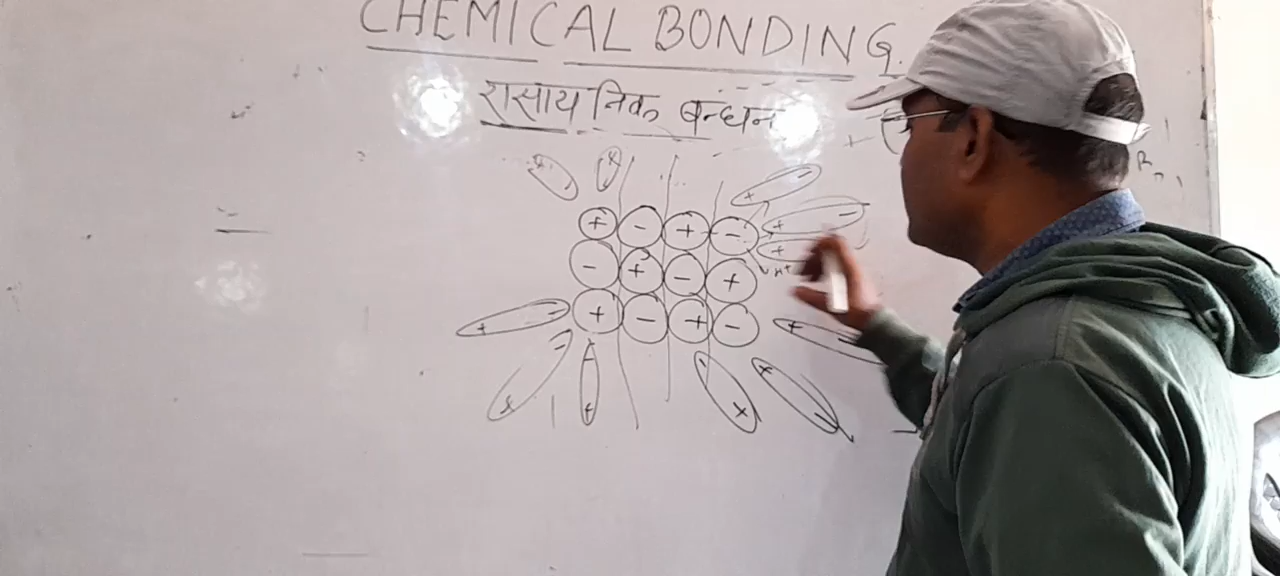 CHEMICAL BONDING.
रासायनिक बन्धन
+ - + -
- + - +
+ - + -